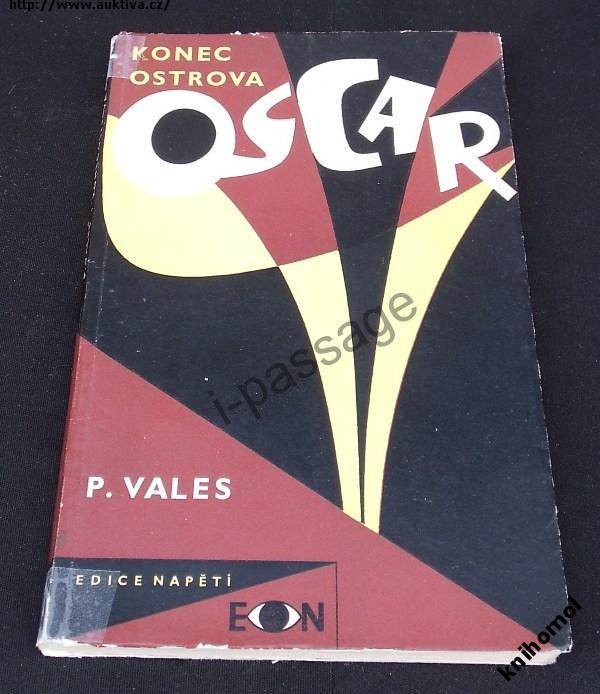 http://www.auktiva.cz/
KONEC
OSTROVA
OSCAR
i-passage
P. VALES
EDICE NAPĚTÍ
EON
knihomol